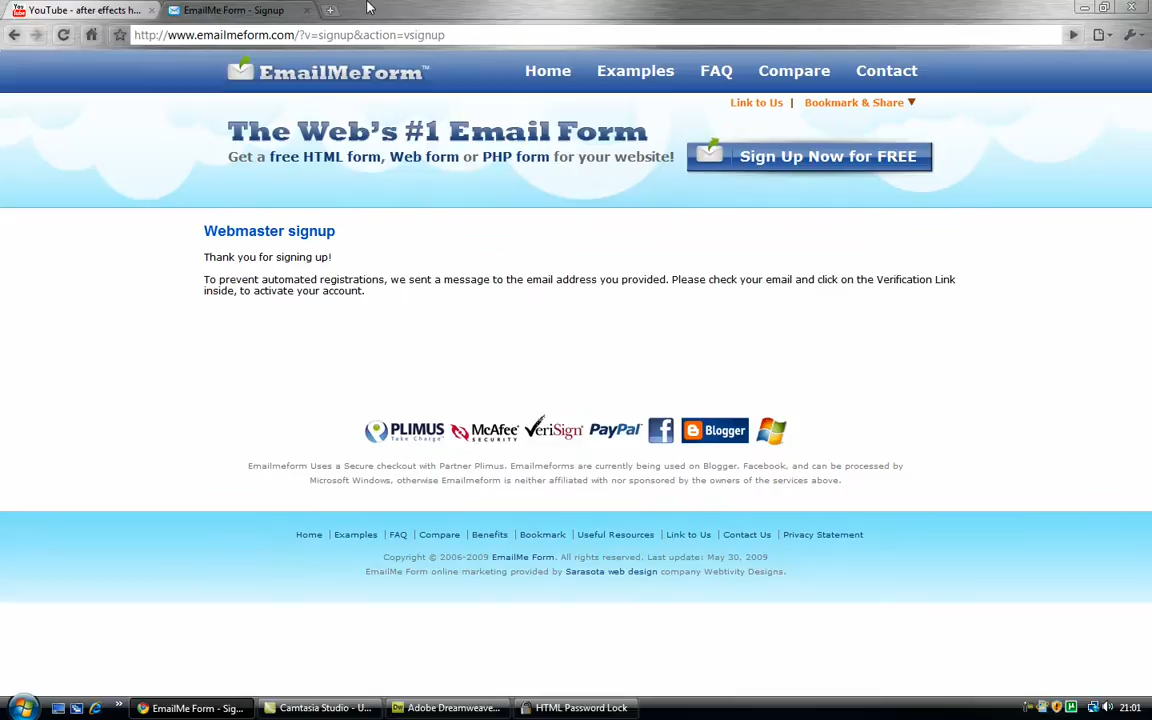 YouTube - after effects h...
EmailMe Form - Signup
http://www.emailmeform.com/?v=signup&action=vsignup
EmailMeForm™
Home Examples FAQ Compare Contact
Link to Us | Bookmark & Share ▼
The Web's #1 Email Form
Get a free HTML form, Web form or PHP form for your website!
Sign Up Now for FREE
Webmaster signup
Thank you for signing up!
To prevent automated registrations, we sent a message to the email address you provided. Please check your email and click on the Verification Link
inside, to activate your account.
PLIMUS
Take Charge
McAfee
SECURITY
VeriSign
PayPal
Blogger
Emailmeform Uses a Secure checkout with Partner Plimus. Emailmeforms are currently being used on Blogger. Facebook, and can be processed by
Microsoft Windows, otherwise Emailmeform is neither affiliated with nor sponsored by the owners of the services above.
Home | Examples | FAQ | Compare | Benefits | Bookmark | Useful Resources | Link to Us | Contact Us | Privacy Statement
Copyright © 2006-2009 EmailMe Form. All rights reserved. Last update: May 30, 2009
EmailMe Form online marketing provided by Sarasota web design company Webtivity Designs.
EmailMe Form - Sig...
Camtasia Studio - U...
Adobe Dreamweave...
HTML Password Lock
21:01